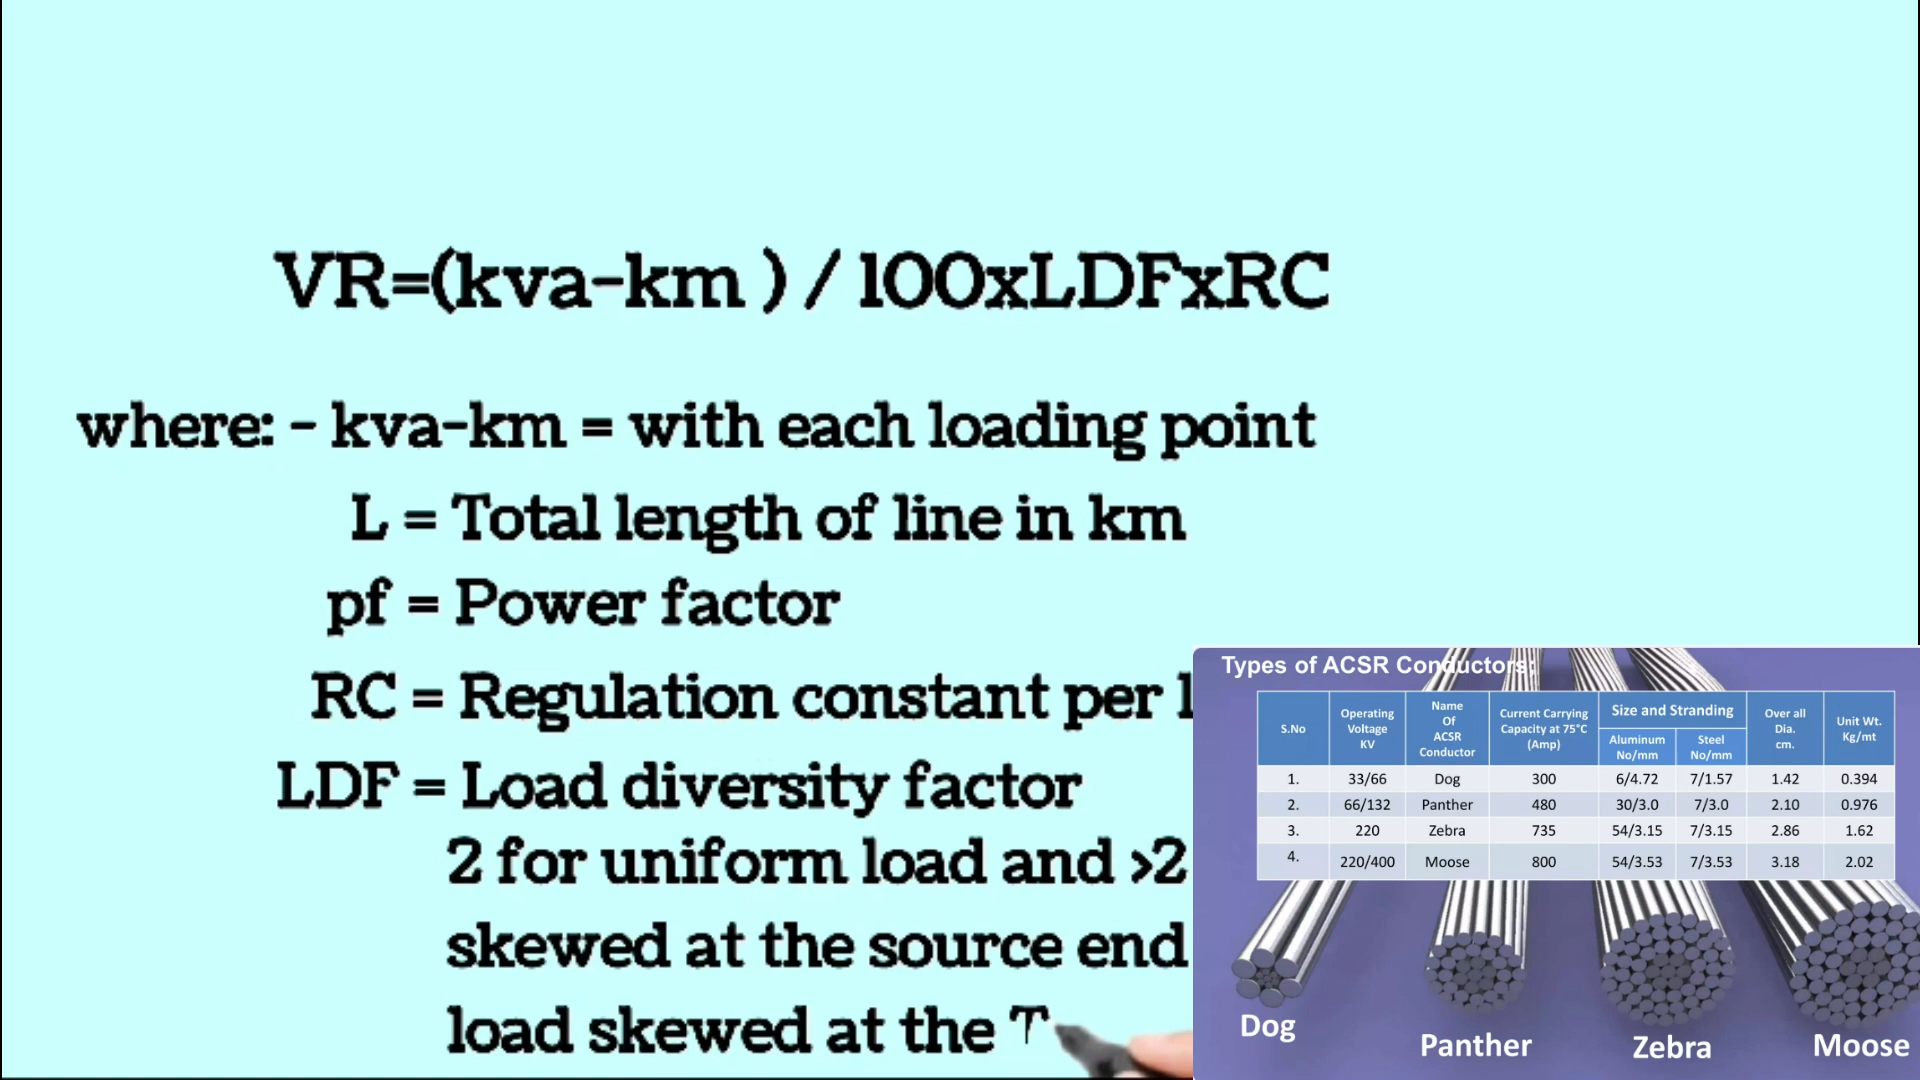 VR=(kva-km ) / 100xLDFxRC
where: - kva-km = with each loading point
L = Total length of line in km
pf = Power factor
RC = Regulation constant per
LDF = Load diversity factor
2 for uniform load and >2
skewed at the source end
load skewed at the T
Types of ACSR Conductors:
S.No Operating Voltage KV Name Of ACSR Conductor Current Carrying Capacity at 75°C (Amp) Size and Stranding Over all Dia. cm. Unit Wt. Kg/mt
Aluminum No/mm Steel No/mm
1. 33/66 Dog 300 6/4.72 7/1.57 1.42 0.394
2. 66/132 Panther 480 30/3.0 7/3.0 2.10 0.976
3. 220 Zebra 735 54/3.15 7/3.15 2.86 1.62
4. 220/400 Moose 800 54/3.53 7/3.53 3.18 2.02
Dog Panther Zebra Moose